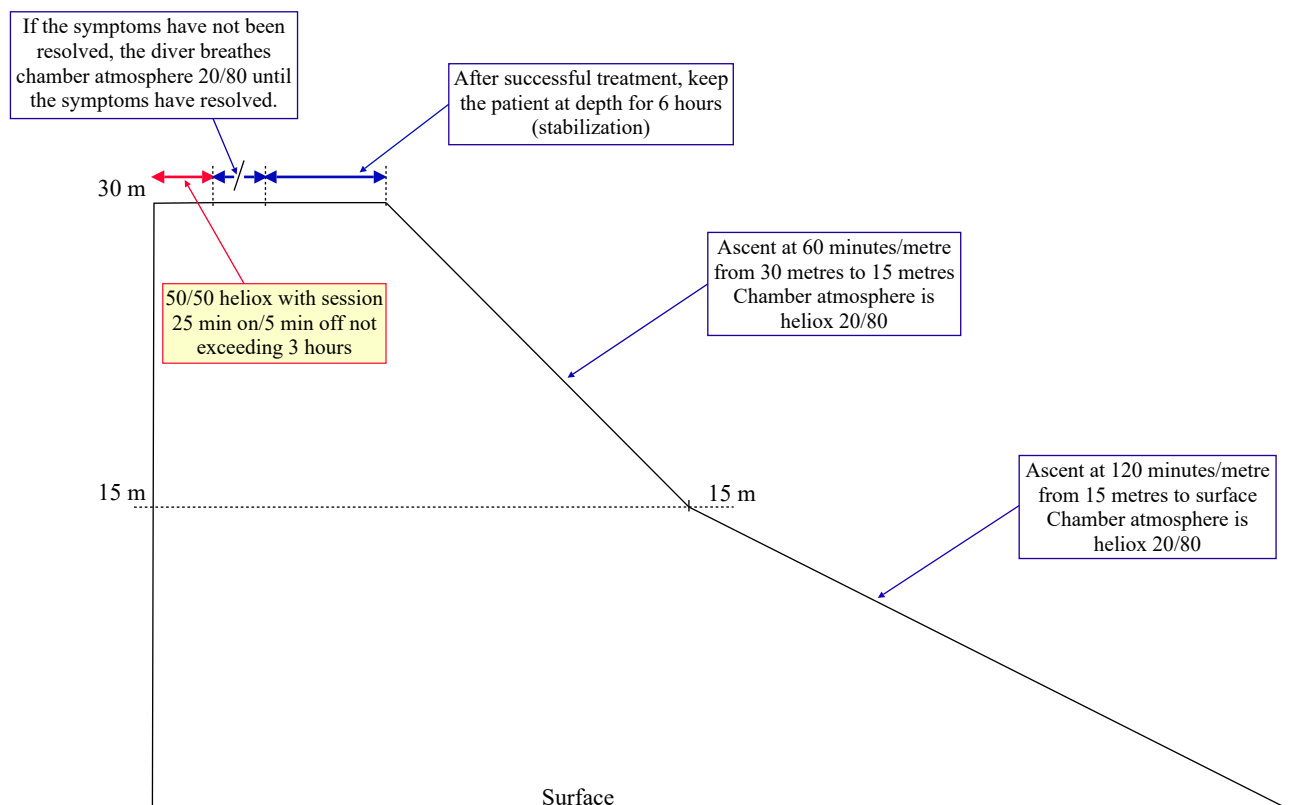 If the symptoms have not been
resolved, the diver breathes
chamber atmosphere 20/80 until
the symptoms have resolved.
After successful treatment, keep
the patient at depth for 6 hours
(stabilization)
30 m
Ascent at 60 minutes/metre
from 30 metres to 15 metres
Chamber atmosphere is
heliox 20/80
50/50 heliox with session
25 min on/5 min off not
exceeding 3 hours
15 m
15 m
Ascent at 120 minutes/metre
from 15 metres to surface
Chamber atmosphere is
heliox 20/80
Surface